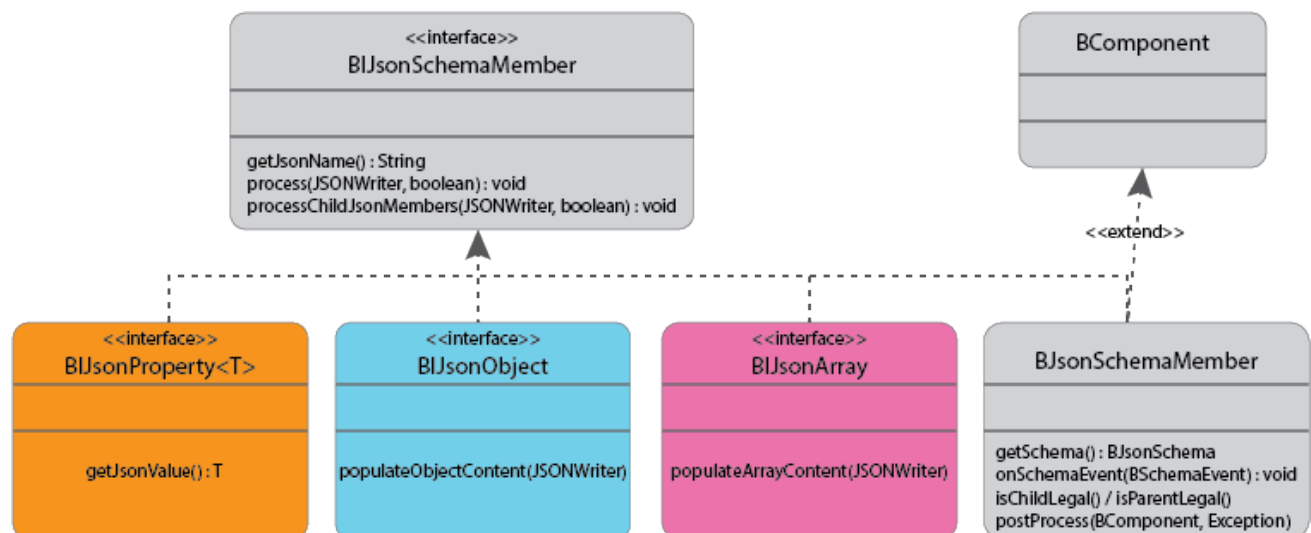 <<interface>>
BIJsonSchemaMember
getJsonName() : String
process(JSONWriter, boolean) : void
processChildJsonMembers(JSONWriter, boolean) : void
BComponent
<<extend>>
<<interface>>
BIJsonProperty<T>
getJsonValue() : T
<<interface>>
BIJsonObject
populateObjectContent(JSONWriter)
<<interface>>
BIJsonArray
populateArrayContent(JSONWriter)
BJsonSchemaMember
getSchema() : BJsonSchema
onSchemaEvent(BSchemaEvent) : void
isChildLegal() / isParentLegal()
postProcess(BComponent, Exception)